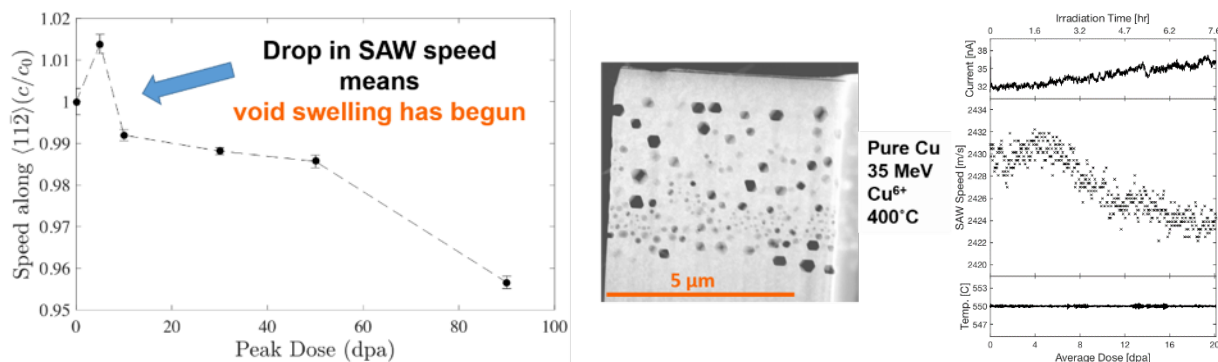 1.02
1.01
1
0.99
0.98
0.97
0.96
0.95
0
20
40
60
80
100
Speed along ⟨112̄⟩(c/c₀)
Peak Dose (dpa)
Drop in SAW speed
means
void swelling has begun
5 µm
Pure Cu
35 MeV
Cu⁶⁺
400˚C
Irradiation Time [hr]
0
1.6
3.2
4.7
6.2
7.6
Current [nA]
38
35
32
SAW Speed [m/s]
2434
2432
2430
2428
2426
2424
2422
2420
Temp. [C]
553
550
547
0
4
8
12
16
20
Average Dose [dpa]